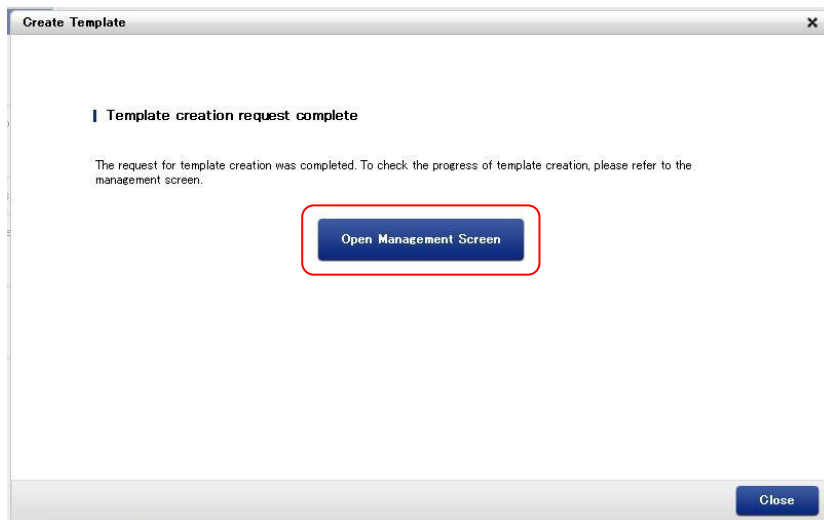 Create Template
Template creation request complete
The request for template creation was completed. To check the progress of template creation, please refer to the
management screen.
Open Management Screen
Close